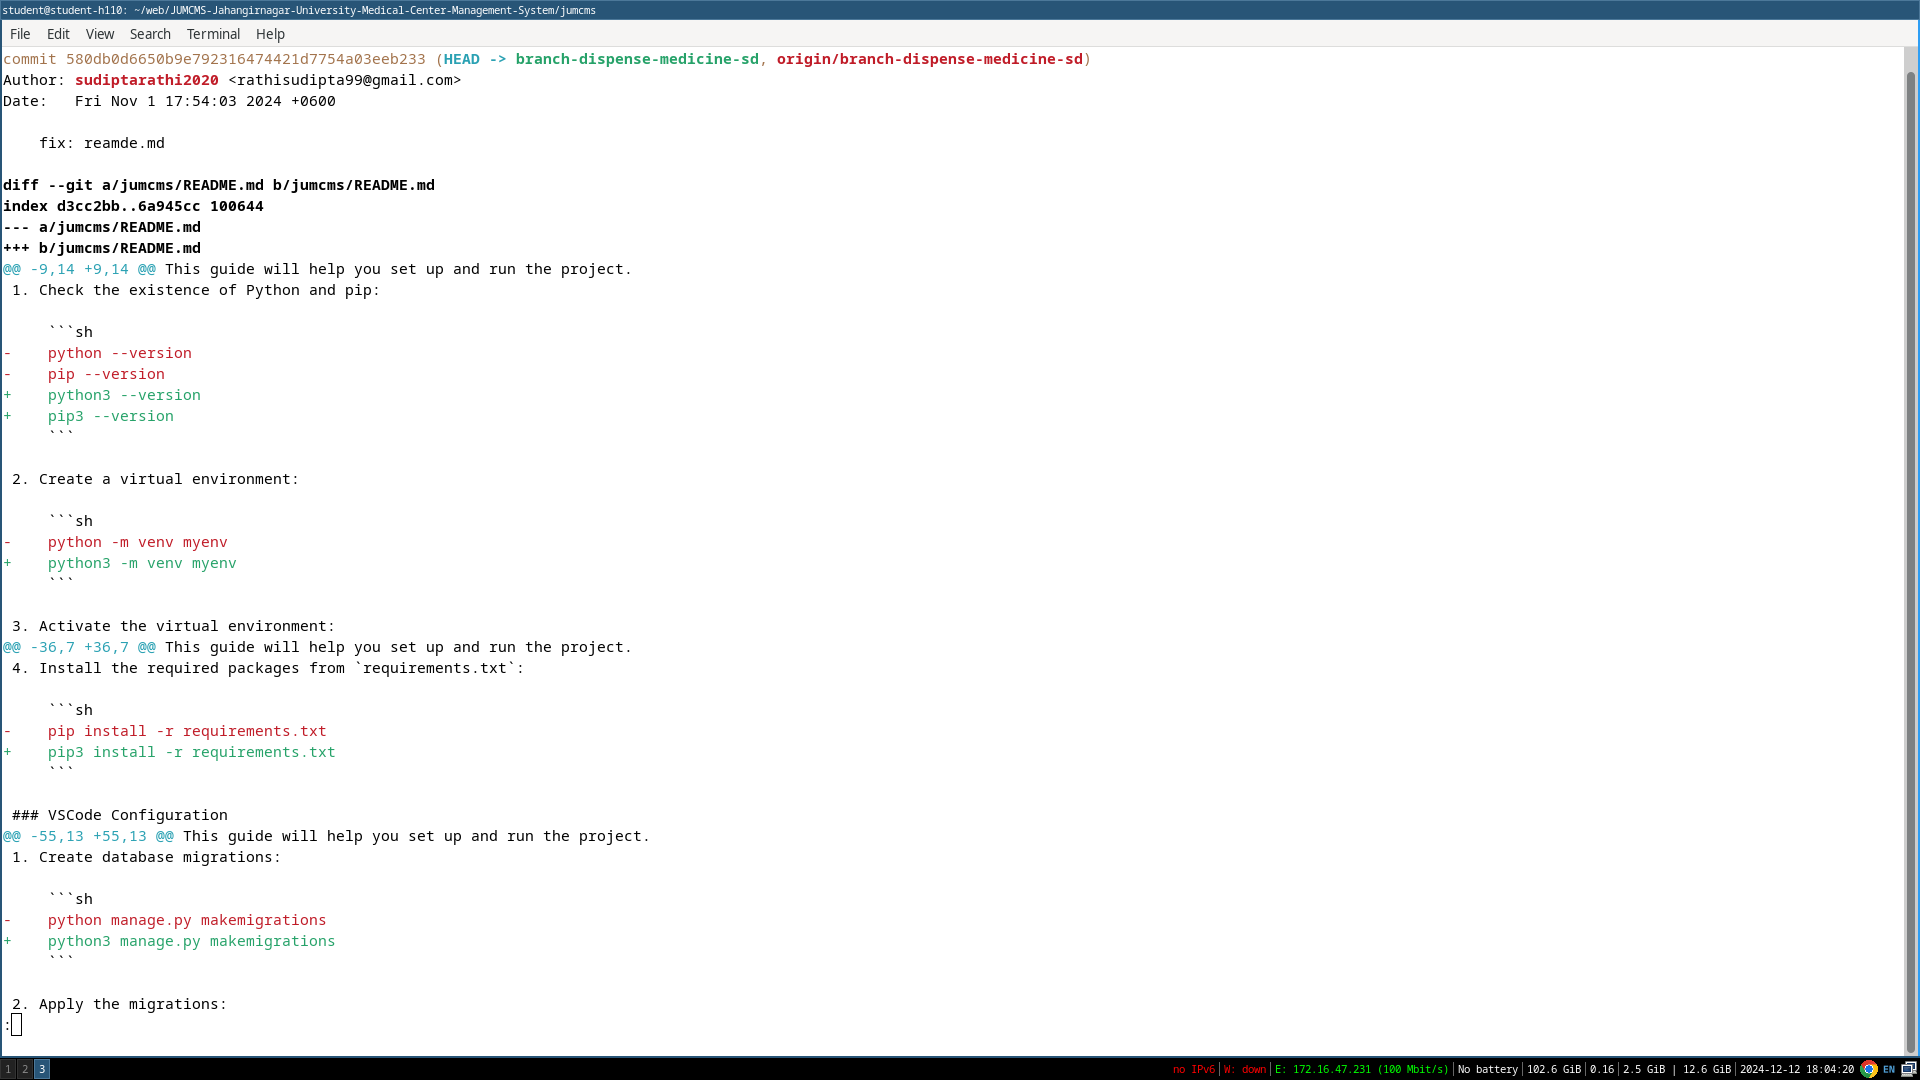 student@student-h110: ~/web/JUMCMS-Jahangirnagar-University-Medical-Center-Management-System/jumcms
File Edit View Search Terminal Help
commit 580db0d6650b9e792316474421d7754a03eeb233 (HEAD -> branch-dispense-medicine-sd, origin/branch-dispense-medicine-sd)
Author: sudiptarathi2020 <rathisudipta99@gmail.com>
Date:   Fri Nov 1 17:54:03 2024 +0600
    fix: reamde.md
diff --git a/jumcms/README.md b/jumcms/README.md
index d3cc2bb..6a945cc 100644
--- a/jumcms/README.md
+++ b/jumcms/README.md
@@ -9,14 +9,14 @@ This guide will help you set up and run the project.
 1. Check the existence of Python and pip:
     ```sh
-    python --version
-    pip --version
+    python3 --version
+    pip3 --version
     ```
 2. Create a virtual environment:
     ```sh
-    python -m venv myenv
+    python3 -m venv myenv
     ```
 3. Activate the virtual environment:
@@ -36,7 +36,7 @@ This guide will help you set up and run the project.
 4. Install the required packages from `requirements.txt`:
     ```sh
-    pip install -r requirements.txt
+    pip3 install -r requirements.txt
     ```
 ### VSCode Configuration
@@ -55,13 +55,13 @@ This guide will help you set up and run the project.
 1. Create database migrations:
     ```sh
-    python manage.py makemigrations
+    python3 manage.py makemigrations
     ```
 2. Apply the migrations:
:
1 2 3 no IPv6 | W: down | E: 172.16.47.231 (100 Mbit/s) | No battery | 102.6 GiB | 0.16 | 2.5 GiB | 12.6 GiB | 2024-12-12 18:04:20 EN